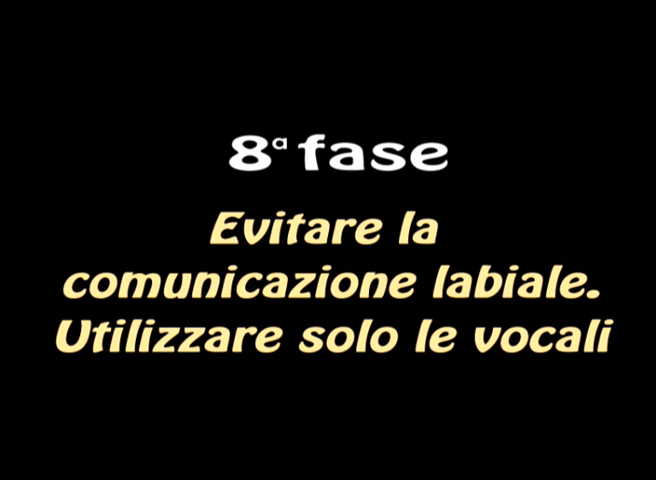 8ª fase
Evitare la
comunicazione labiale.
Utilizzare solo le vocali